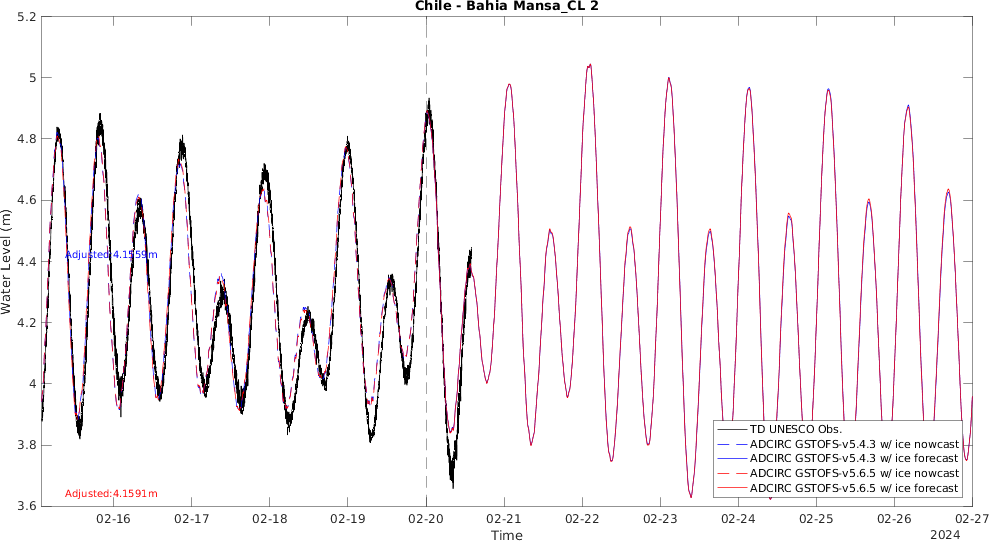 Chile - Bahia Mansa_CL 2
Water Level (m)
5.2
5
4.8
4.6
4.4
4.2
4
3.8
3.6
Adjusted:4.1559m
Adjusted:4.1591m
TD UNESCO Obs.
ADCIRC GSTOFS-v5.4.3 w/ ice nowcast
ADCIRC GSTOFS-v5.4.3 w/ ice forecast
ADCIRC GSTOFS-v5.6.5 w/ ice nowcast
ADCIRC GSTOFS-v5.6.5 w/ ice forecast
02-16 02-17 02-18 02-19 02-20 02-21 02-22 02-23 02-24 02-25 02-26 02-27
Time
2024